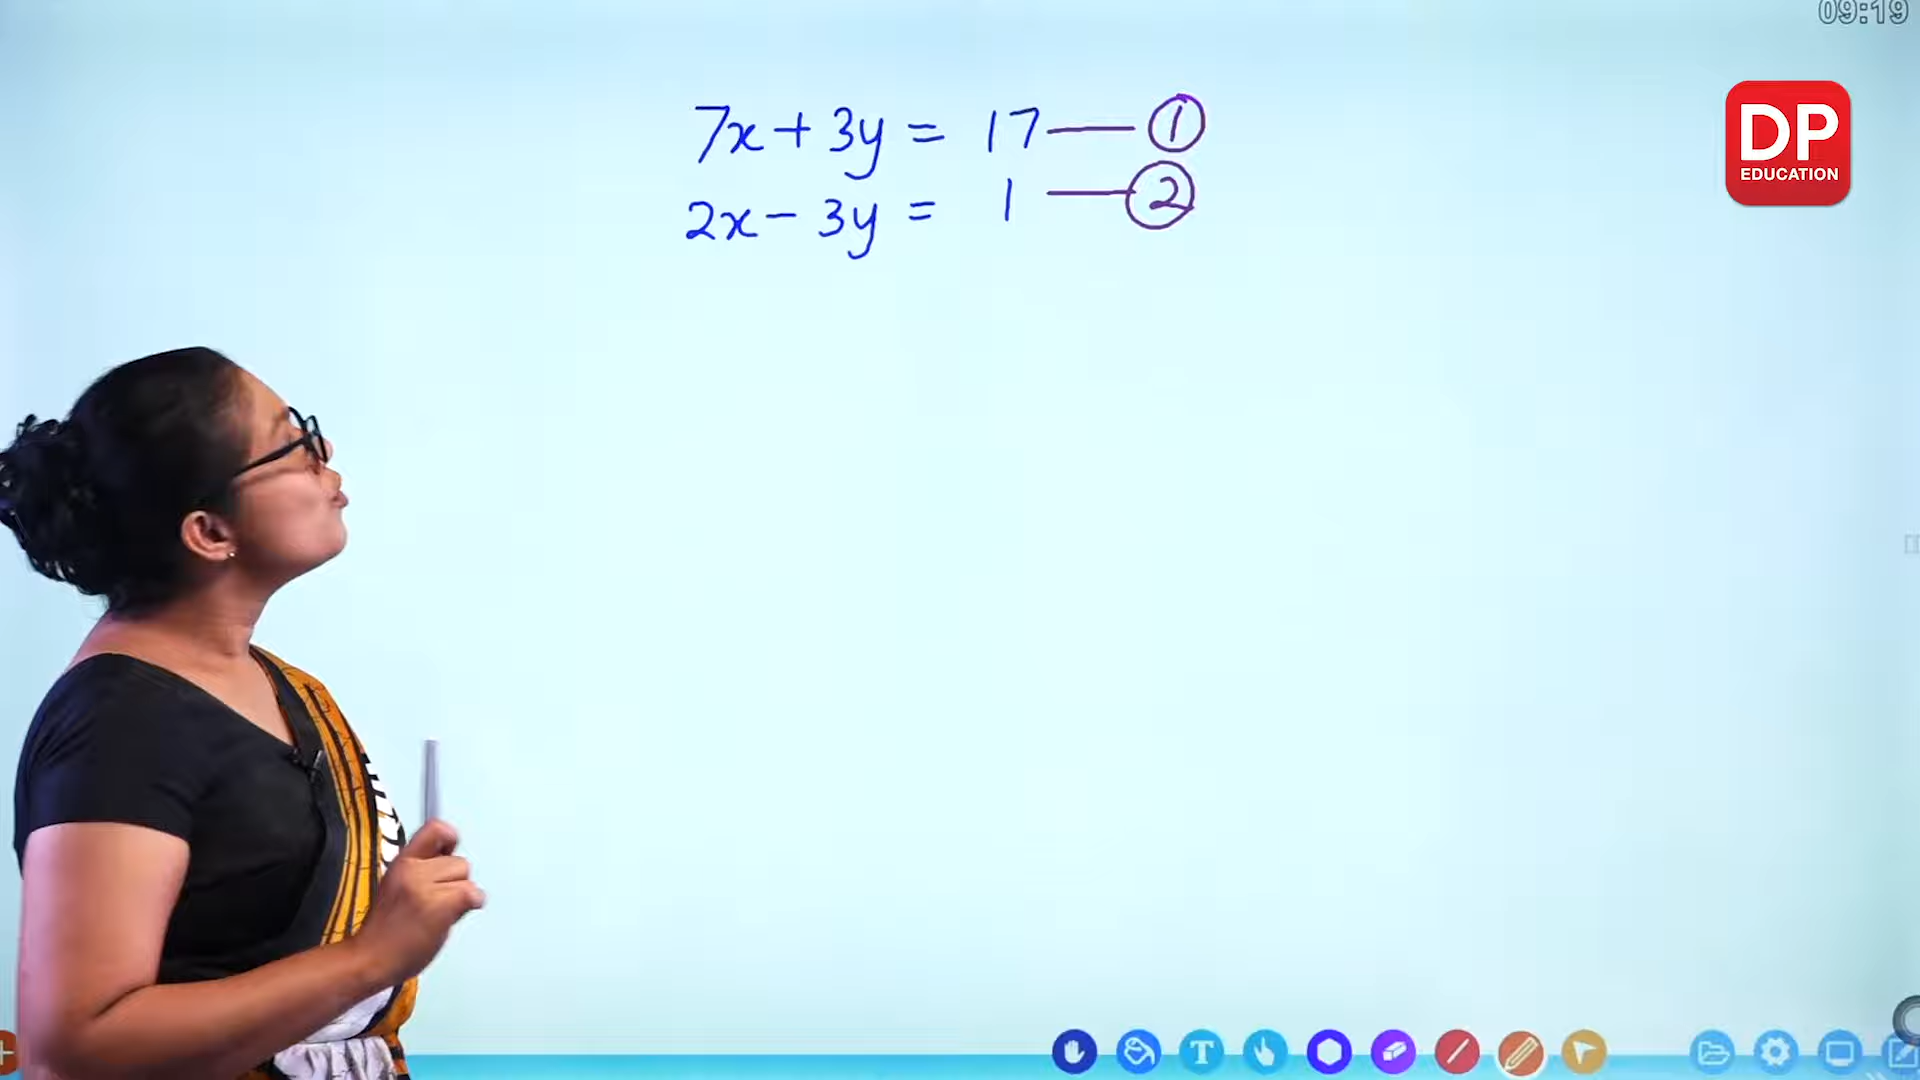 09:19
7x + 3y = 17 — ①
2x - 3y = 1 — ②
DP
EDUCATION
T